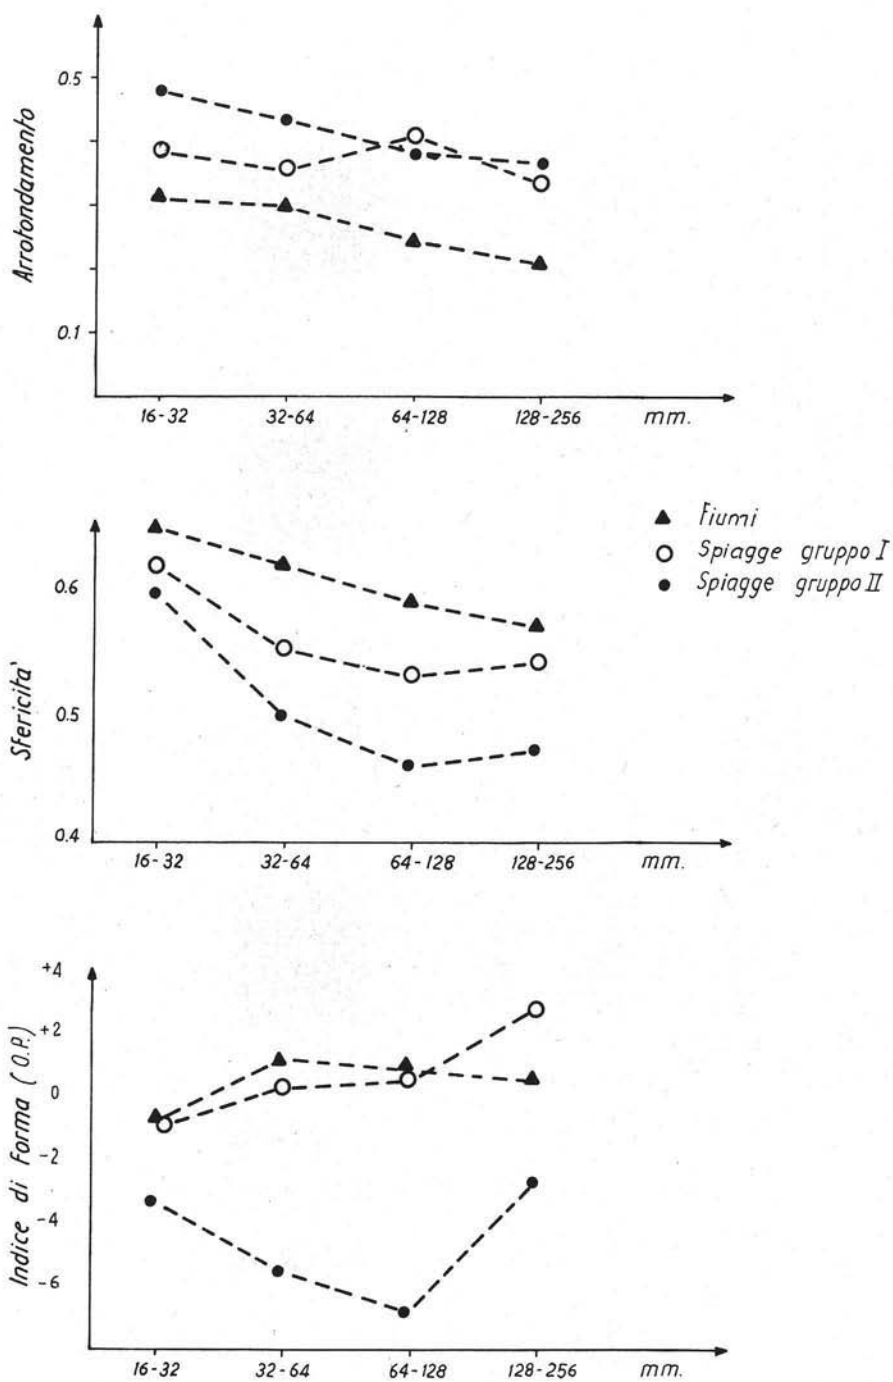 Arrotondamento
0.5
0.1
16-32 32-64 64-128 128-256 mm.
▲ Fiumi
○ Spiagge gruppo I
● Spiagge gruppo II
Sfericita'
0.6
0.5
0.4
16-32 32-64 64-128 128-256 mm.
Indice di Forma (O.P.)
+4
+2
0
-2
-4
-6
16-32 32-64 64-128 128-256 mm.